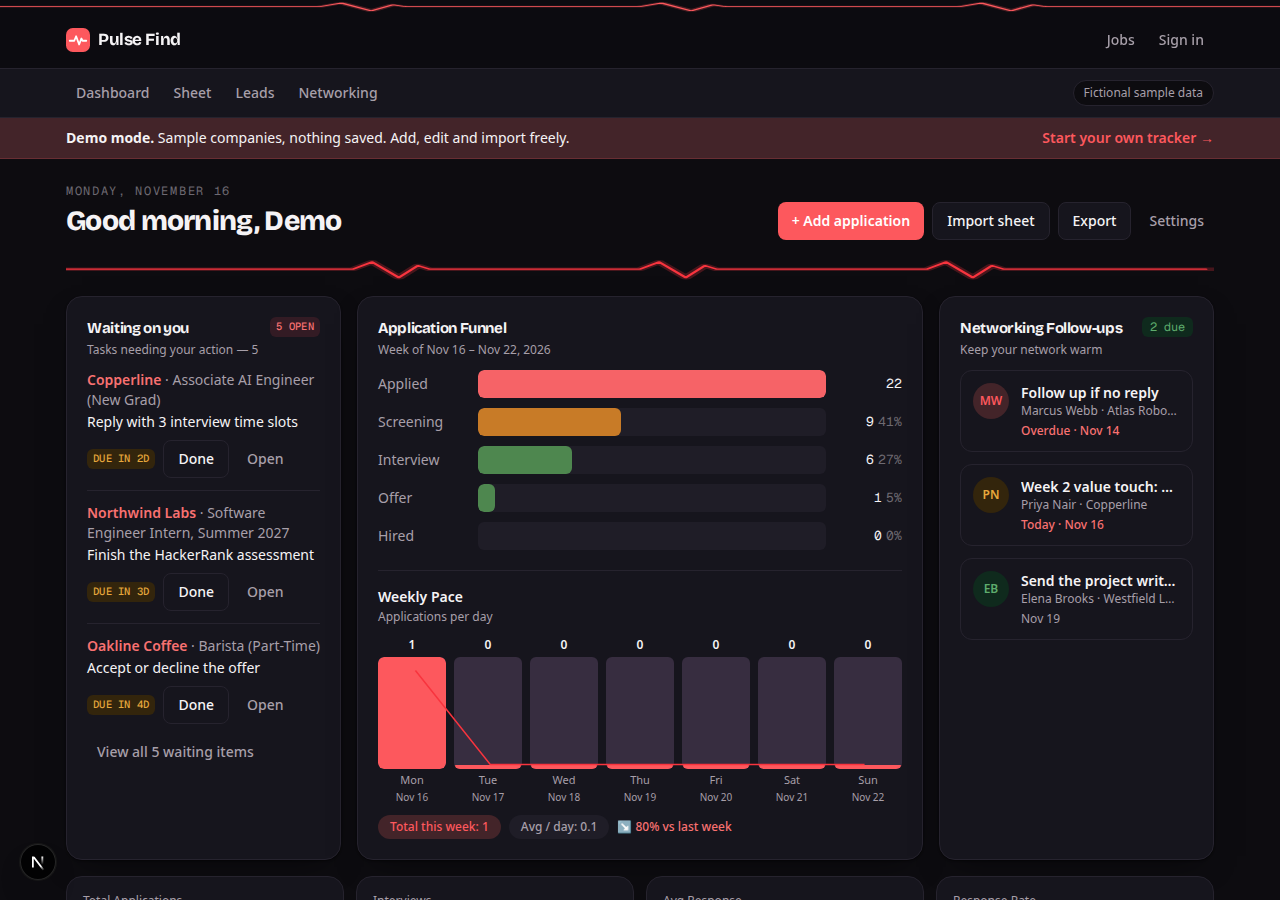 Pulse Find
Jobs
Sign in
Dashboard
Sheet
Leads
Networking
Fictional sample data
Demo mode. Sample companies, nothing saved. Add, edit and import freely.
Start your own tracker →
MONDAY, NOVEMBER 16
Good morning, Demo
+ Add application
Import sheet
Export
Settings
Waiting on you
5 OPEN
Tasks needing your action — 5
Copperline · Associate AI Engineer
(New Grad)
Reply with 3 interview time slots
DUE IN 2D
Done
Open
Northwind Labs · Software
Engineer Intern, Summer 2027
Finish the HackerRank assessment
DUE IN 3D
Done
Open
Oakline Coffee · Barista (Part-Time)
Accept or decline the offer
DUE IN 4D
Done
Open
View all 5 waiting items
Application Funnel
Week of Nov 16 – Nov 22, 2026
Applied
22
Screening
9 41%
Interview
6 27%
Offer
1 5%
Hired
0 0%
Weekly Pace
Applications per day
1 0 0 0 0 0 0
Mon Tue Wed Thu Fri Sat Sun
Nov 16 Nov 17 Nov 18 Nov 19 Nov 20 Nov 21 Nov 22
Total this week: 1
Avg / day: 0.1
↘ 80% vs last week
Networking Follow-ups
2 due
Keep your network warm
MW
Follow up if no reply
Marcus Webb · Atlas Robo...
Overdue · Nov 14
PN
Week 2 value touch: ...
Priya Nair · Copperline
Today · Nov 16
EB
Send the project writ...
Elena Brooks · Westfield L...
Nov 19
N
Total Applications
Interviews
Avg Response
Response Rate